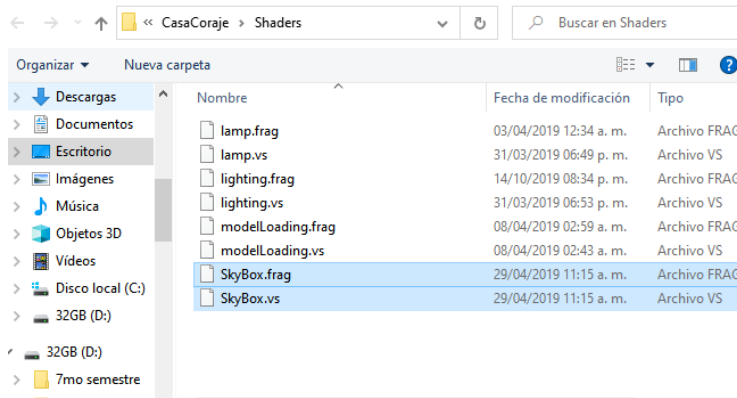 « CasaCoraje > Shaders
Buscar en Shaders
Organizar
Nueva carpeta
?
Descargas
Documentos
Escritorio
Imágenes
Música
Objetos 3D
Vídeos
Disco local (C:)
32GB (D:)
32GB (D:)
7mo semestre
Nombre Fecha de modificación Tipo
lamp.frag 03/04/2019 12:34 a. m. Archivo FRAG
lamp.vs 31/03/2019 06:49 p. m. Archivo VS
lighting.frag 14/10/2019 08:34 p. m. Archivo FRAG
lighting.vs 31/03/2019 06:53 p. m. Archivo VS
modelLoading.frag 08/04/2019 02:59 a. m. Archivo FRAG
modelLoading.vs 08/04/2019 02:43 a. m. Archivo VS
SkyBox.frag 29/04/2019 11:15 a. m. Archivo FRAG
SkyBox.vs 29/04/2019 11:15 a. m. Archivo VS